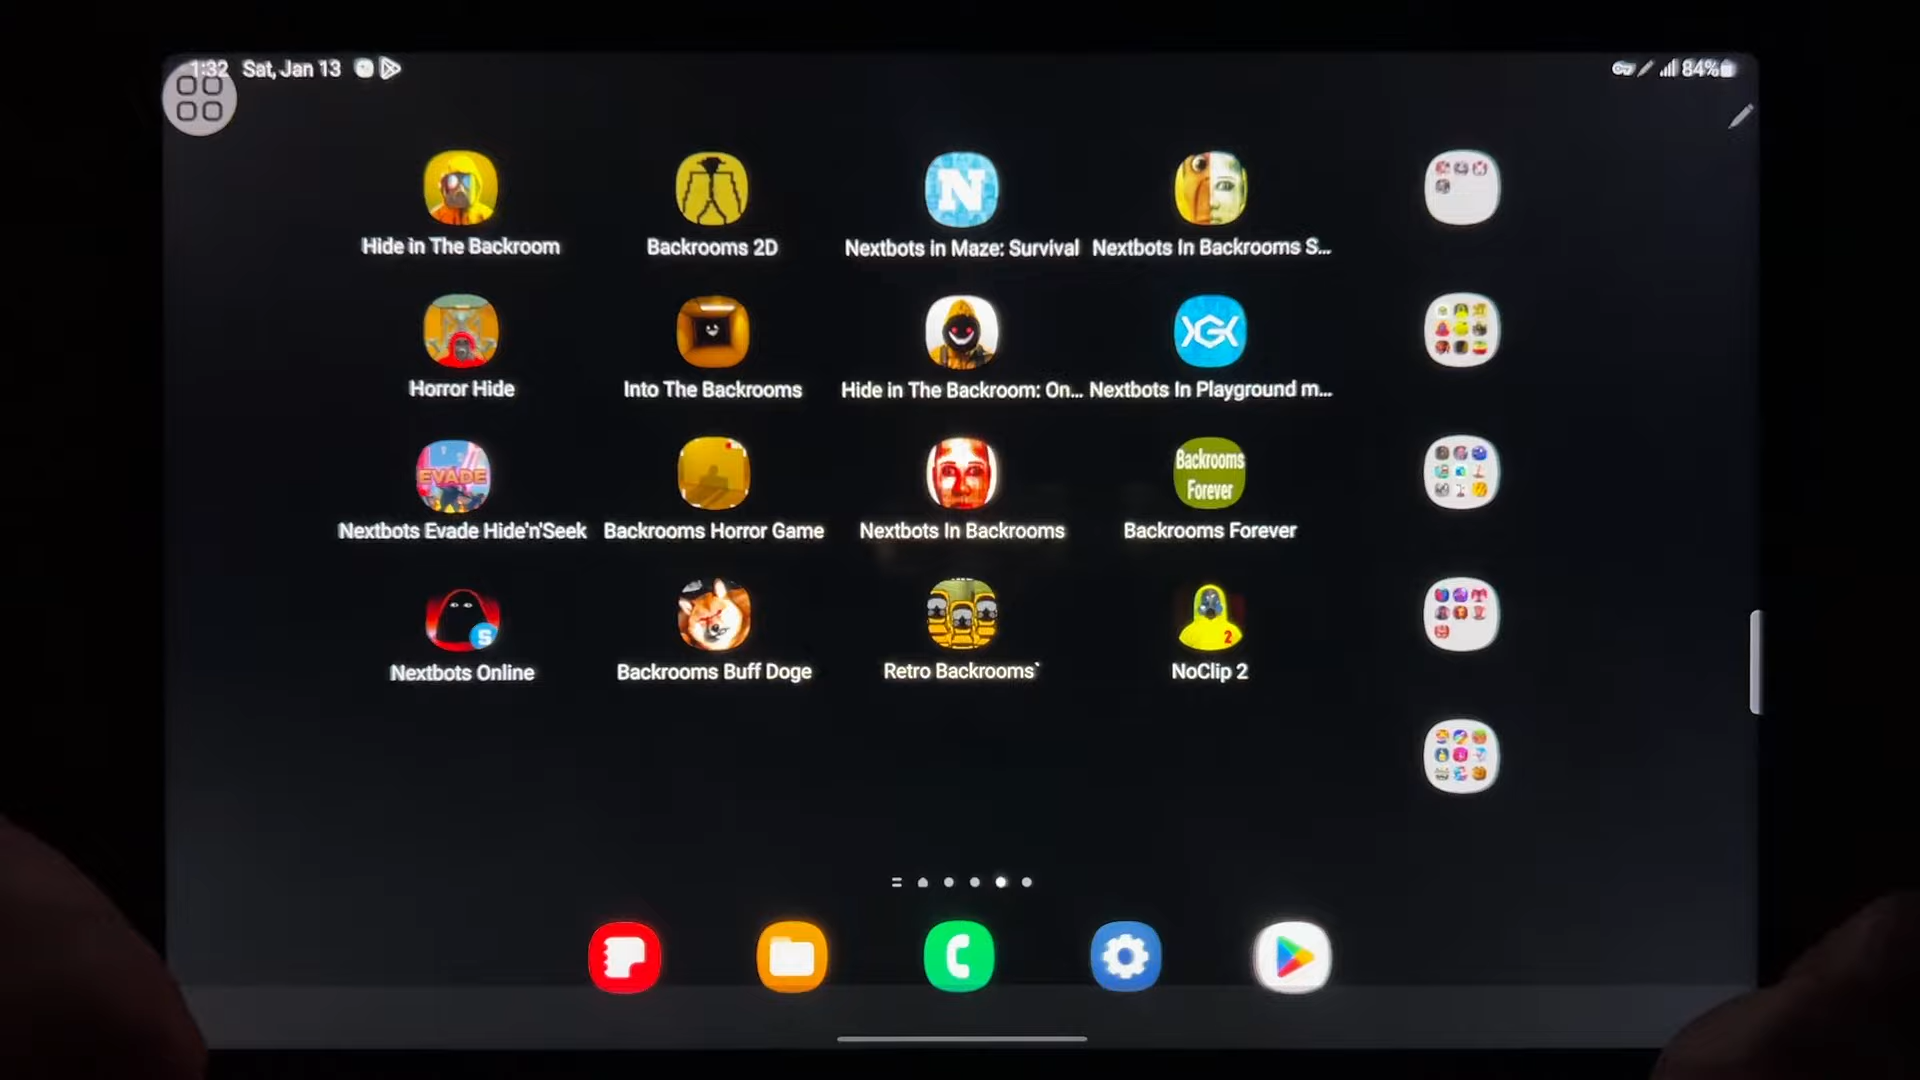 1:32 Sat, Jan 13
84%
Hide in The Backroom
Backrooms 2D
N
Nextbots in Maze: Survival
Nextbots In Backrooms S...
Horror Hide
Into The Backrooms
Hide in The Backroom: On...
Nextbots In Playground m...
EVADE
Nextbots Evade Hide'n'Seek
Backrooms Horror Game
Nextbots In Backrooms
Backrooms
Forever
Backrooms Forever
S
Nextbots Online
Backrooms Buff Doge
Retro Backrooms`
2
NoClip 2